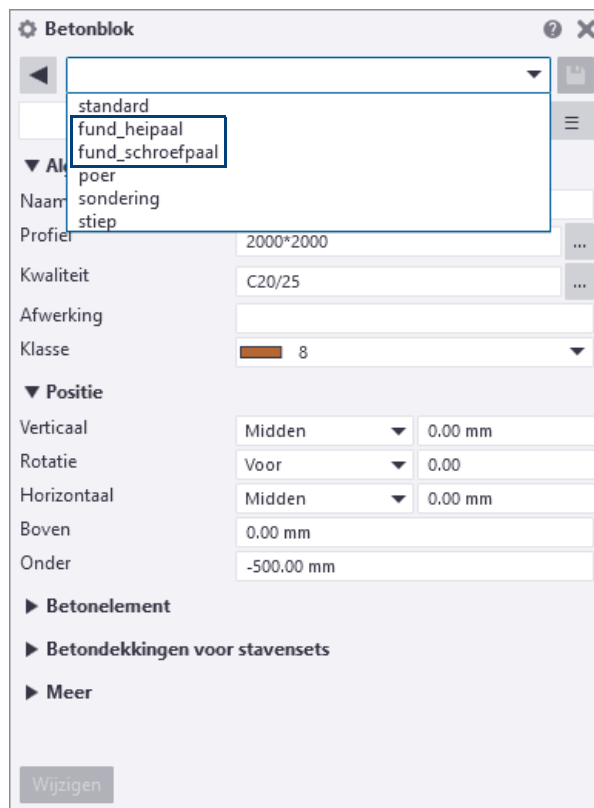 Betonblok
standard
fund_heipaal
fund_schroefpaal
poer
sondering
stiep
Naam
Profiel 2000*2000 ...
Kwaliteit C20/25 ...
Afwerking
Klasse 8
Positie
Verticaal Midden 0.00 mm
Rotatie Voor 0.00
Horizontaal Midden 0.00 mm
Boven 0.00 mm
Onder -500.00 mm
Betonelement
Betondekkingen voor stavensets
Meer
Wijzigen